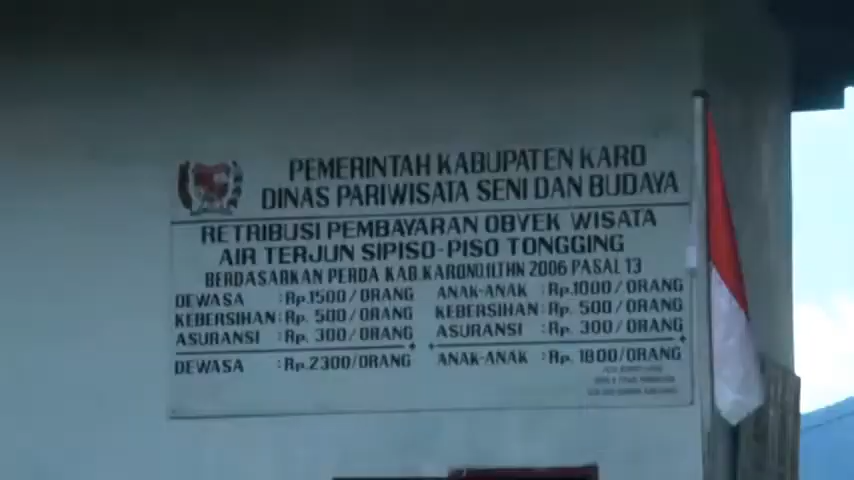 PEMERINTAH KABUPATEN KARO
DINAS PARIWISATA SENI DAN BUDAYA
RETRIBUSI PEMBAYARAN OBYEK WISATA
AIR TERJUN SIPISO-PISO TONGGING
BERDASARKAN PERDA KAB.KARO NO.11.THN 2006 PASAL 13
DEWASA :Rp.1500/ORANG ANAK-ANAK :Rp.1000/ORANG
KEBERSIHAN:Rp. 500/ORANG KEBERSIHAN:Rp. 500/ORANG
ASURANSI :Rp. 300/ORANG ASURANSI :Rp. 300/ORANG
DEWASA :Rp.2300/ORANG ANAK-ANAK :Rp. 1800/ORANG